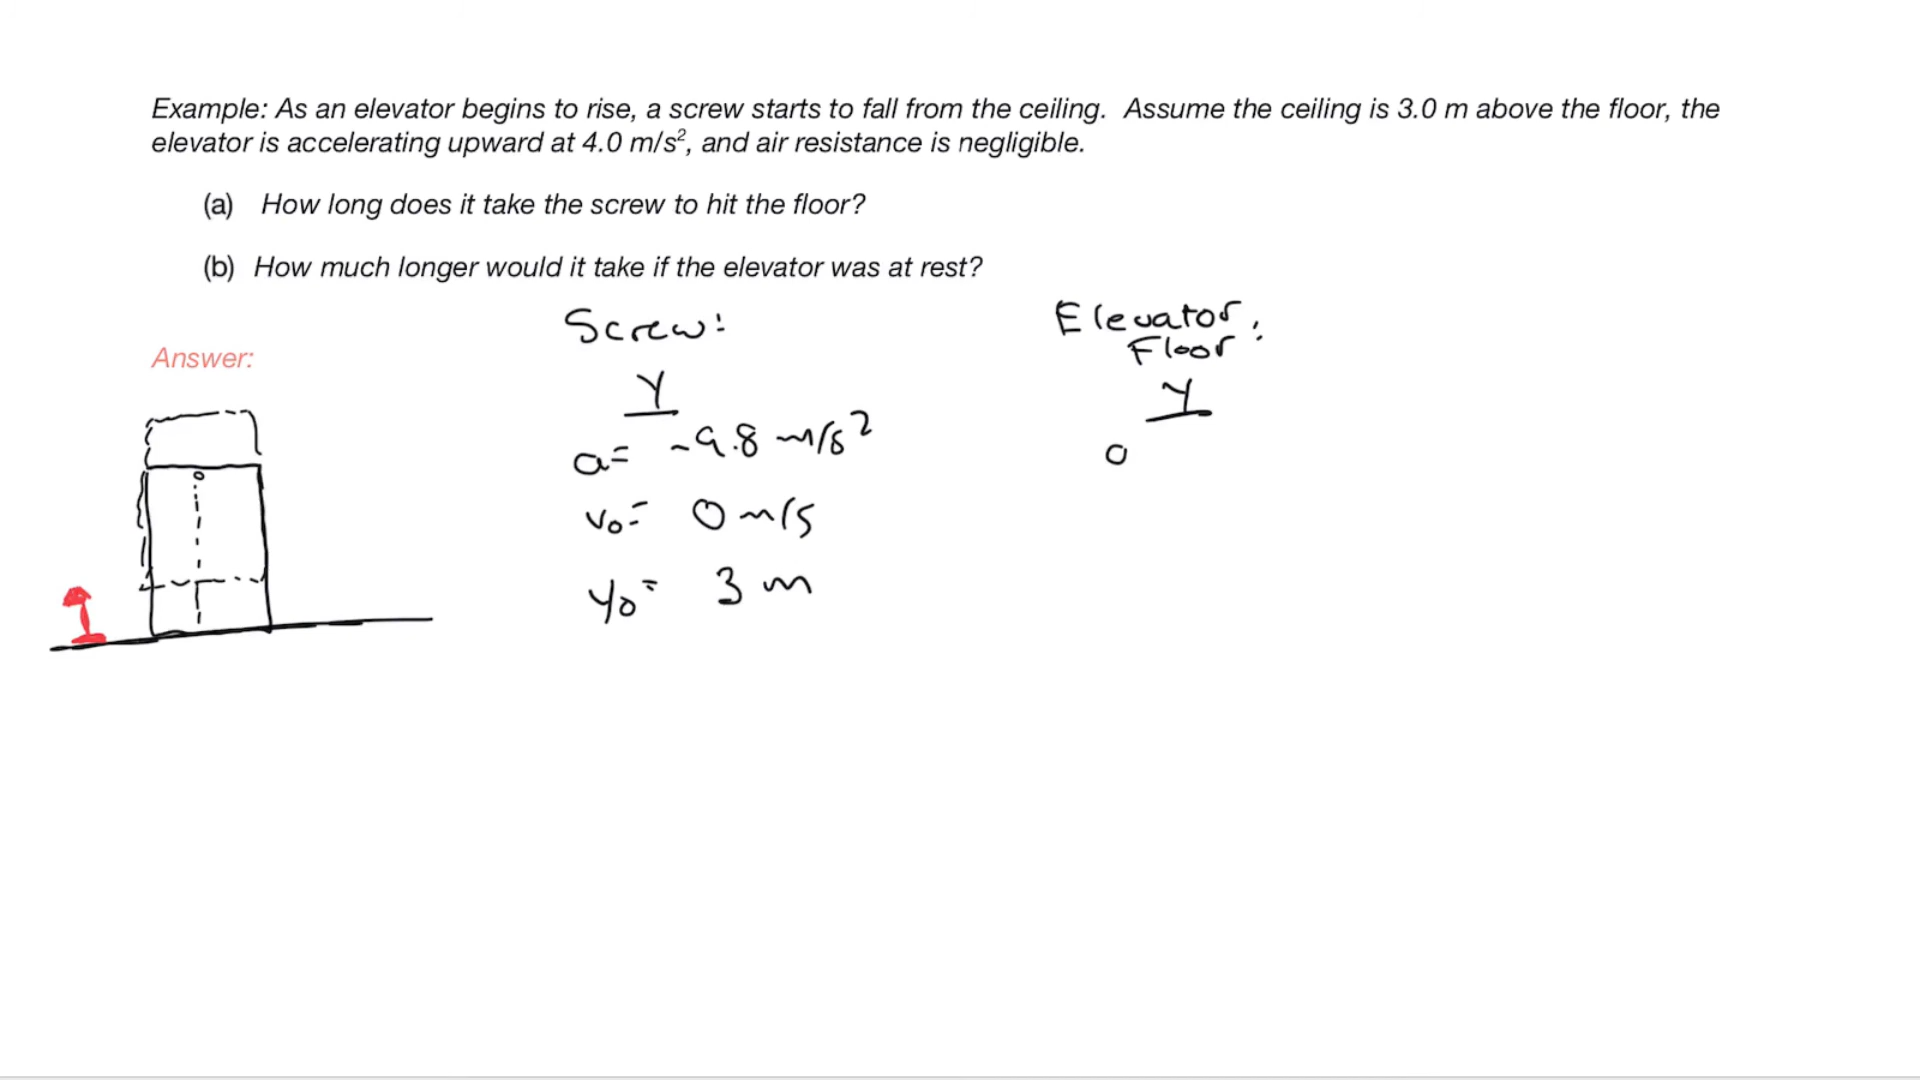 Example: As an elevator begins to rise, a screw starts to fall from the ceiling. Assume the ceiling is 3.0 m above the floor, the
elevator is accelerating upward at 4.0 m/s², and air resistance is negligible.
(a) How long does it take the screw to hit the floor?
(b) How much longer would it take if the elevator was at rest?
Answer:
Screw:
Y
a= -9.8 m/s²
v₀= 0 m/s
y₀= 3 m
Elevator
Floor:
Y
a